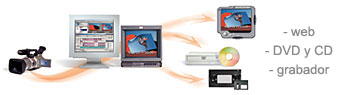 - web
- DVD y CD
- grabador